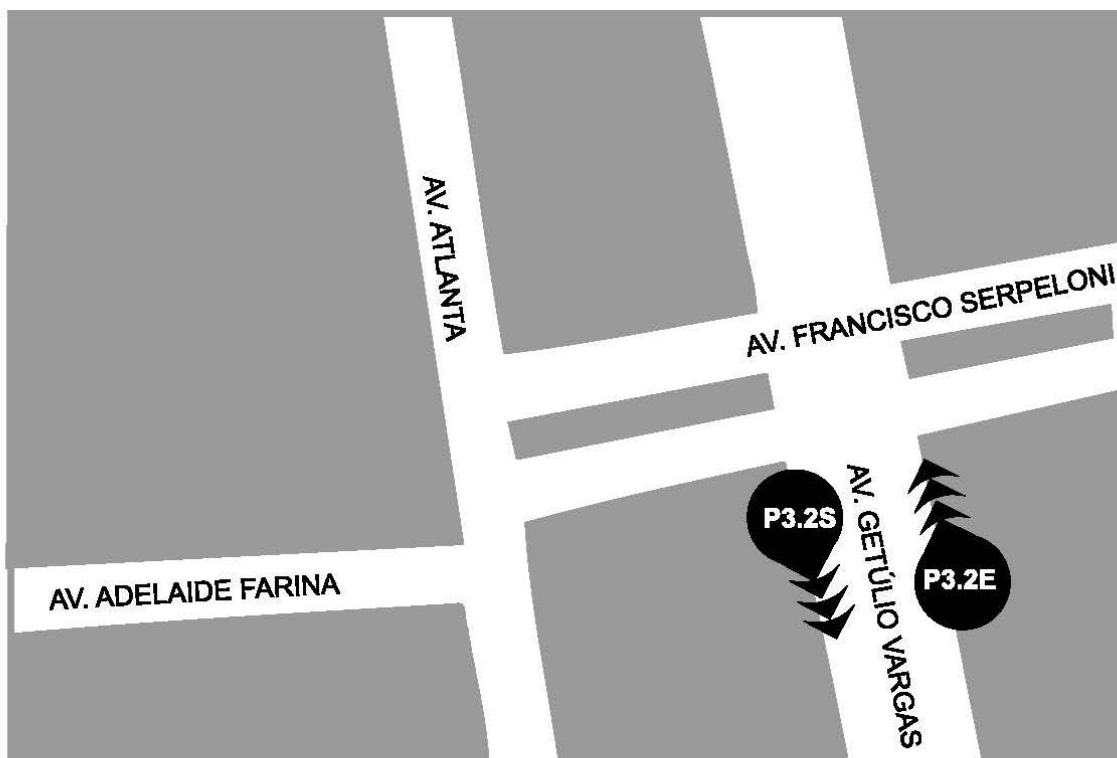 AV. ATLANTA
AV. FRANCISCO SERPELONI
P3.2S
AV. GETÚLIO VARGAS
P3.2E
AV. ADELAIDE FARINA